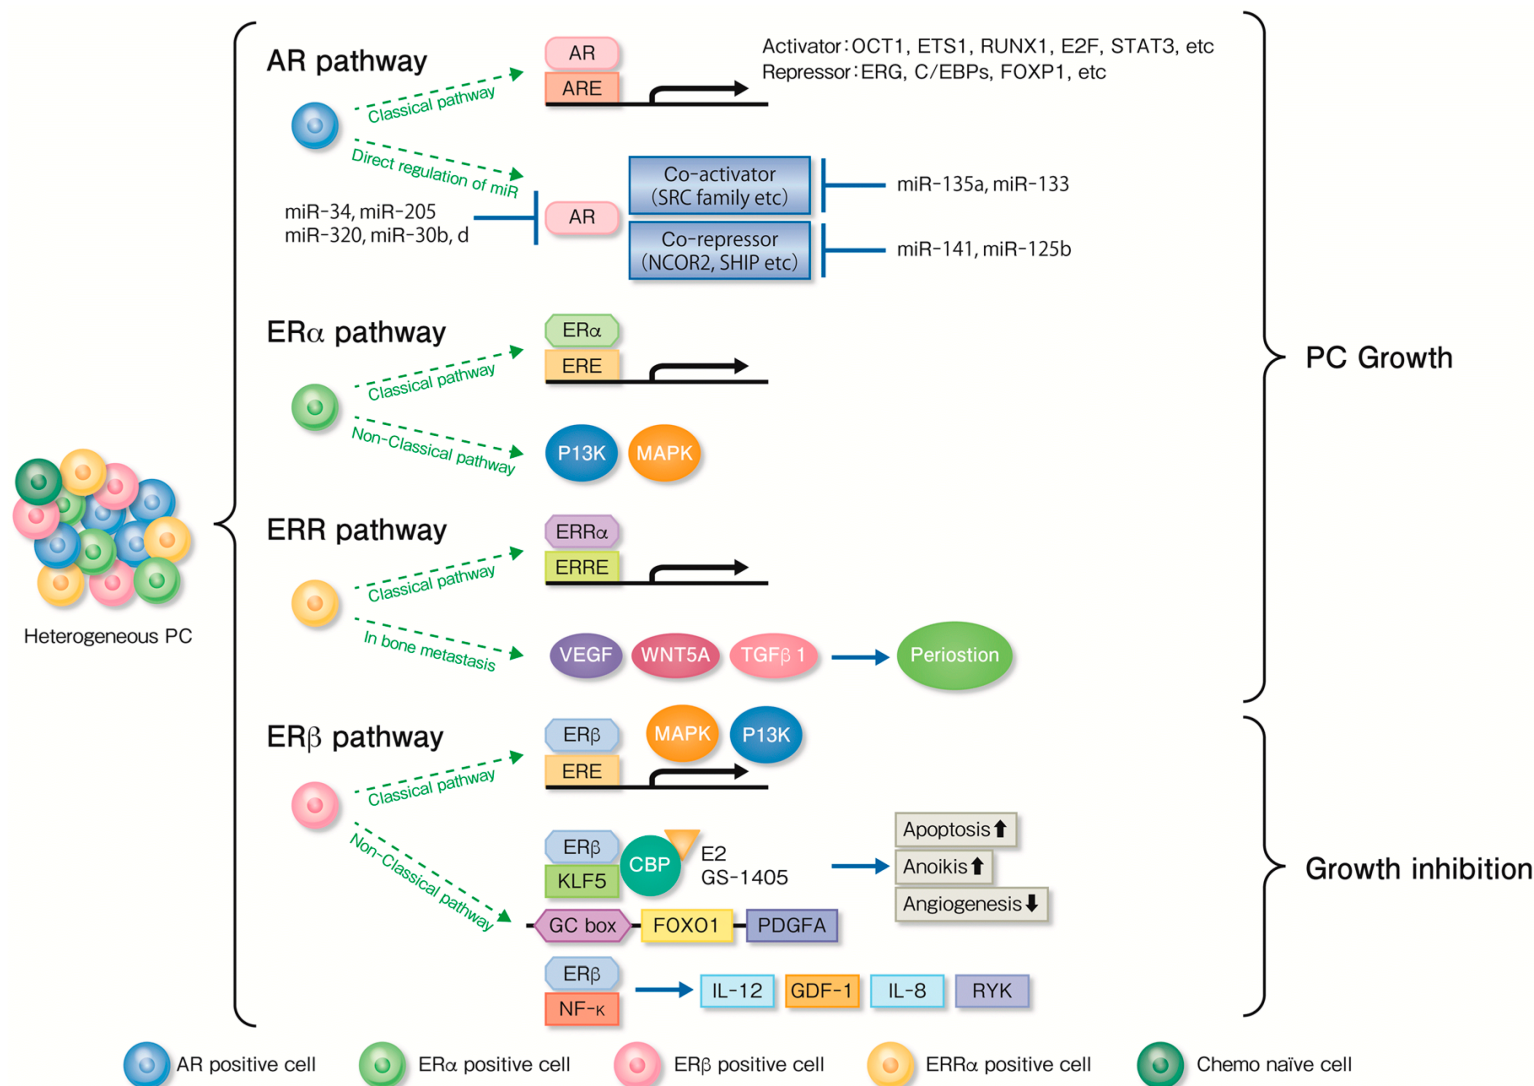 AR pathway
Classical pathway
Direct regulation of miR
AR
ARE
Activator:OCT1, ETS1, RUNX1, E2F, STAT3, etc
Repressor:ERG, C/EBPs, FOXP1, etc
miR-34, miR-205
miR-320, miR-30b, d
AR
Co-activator
(SRC family etc)
miR-135a, miR-133
Co-repressor
(NCOR2, SHIP etc)
miR-141, miR-125b
ERα pathway
Classical pathway
Non-Classical pathway
ERα
ERE
P13K
MAPK
PC Growth
ERR pathway
Classical pathway
In bone metastasis
ERRα
ERRE
VEGF
WNT5A
TGFβ 1
Periostion
Heterogeneous PC
ERβ pathway
Classical pathway
Non-Classical pathway
ERβ
ERE
MAPK
P13K
ERβ
KLF5
CBP
E2
GS-1405
GC box
FOXO1
PDGFA
Apoptosis⬆
Anoikis⬆
Angiogenesis⬇
Growth inhibition
ERβ
NF-κ
IL-12
GDF-1
IL-8
RYK
AR positive cell
ERα positive cell
ERβ positive cell
ERRα positive cell
Chemo naïve cell